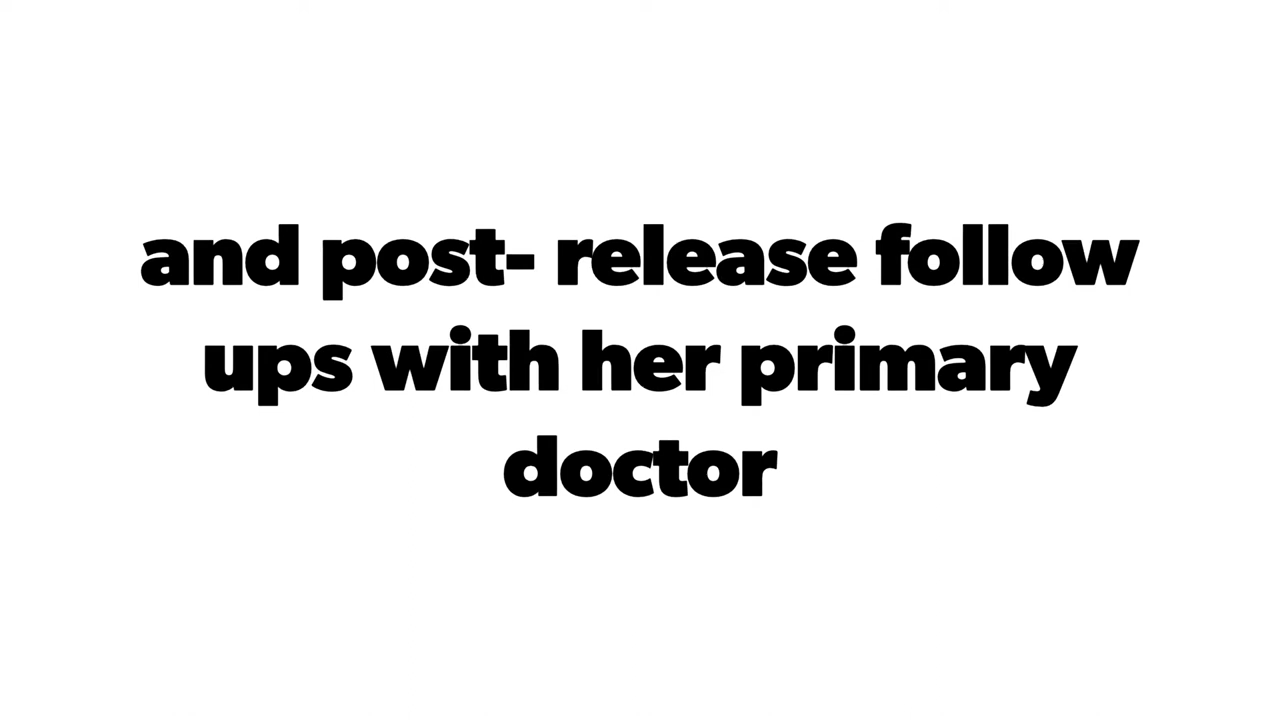 and post- release follow
ups with her primary
doctor